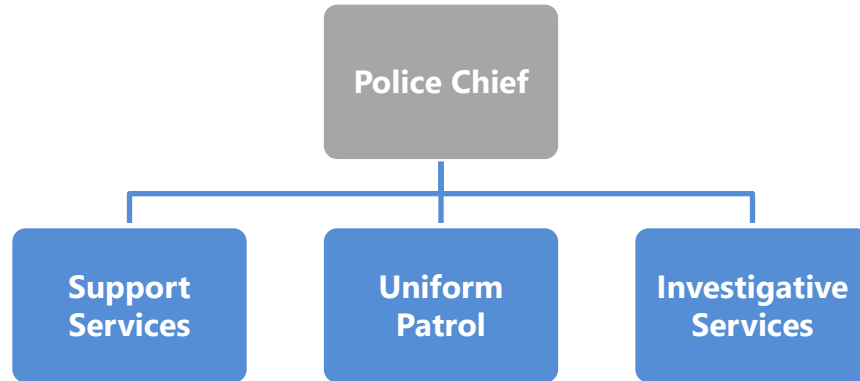 Police Chief
Support
Services
Uniform
Patrol
Investigative
Services